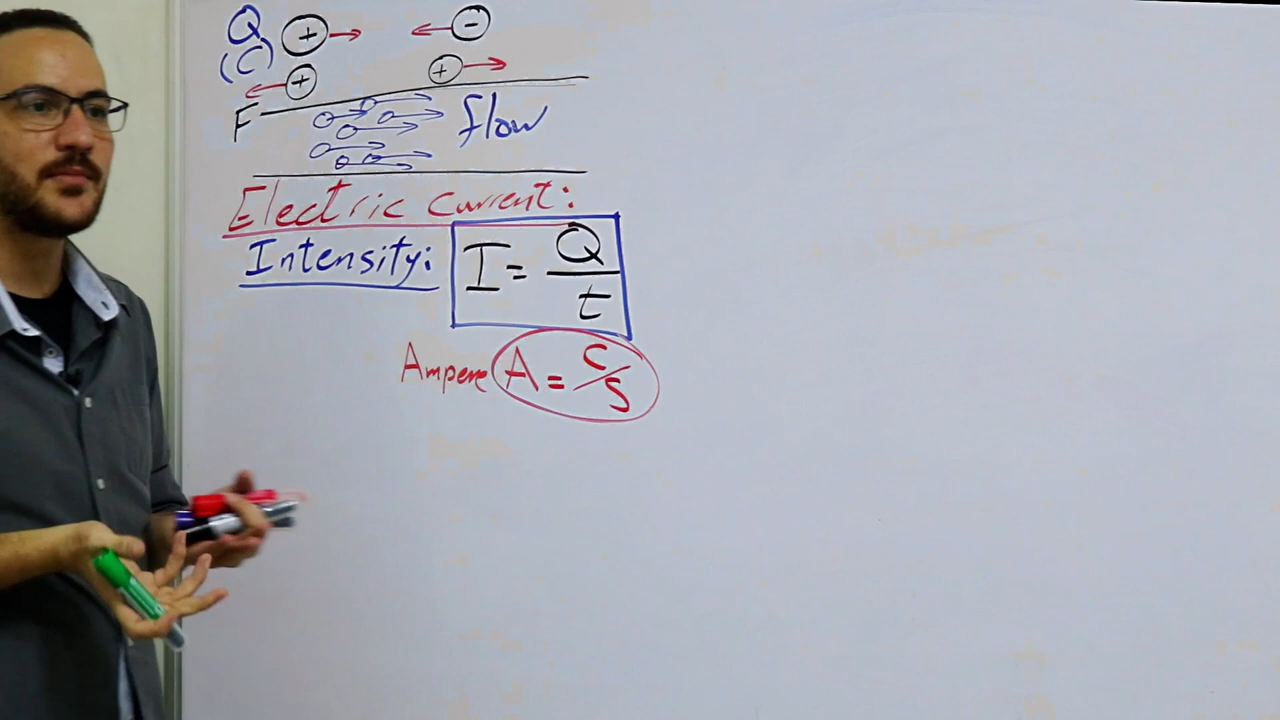 Q + -
(C) + +
F flow
Electric current:
Intensity: I = Q/t
Ampere A = C/S